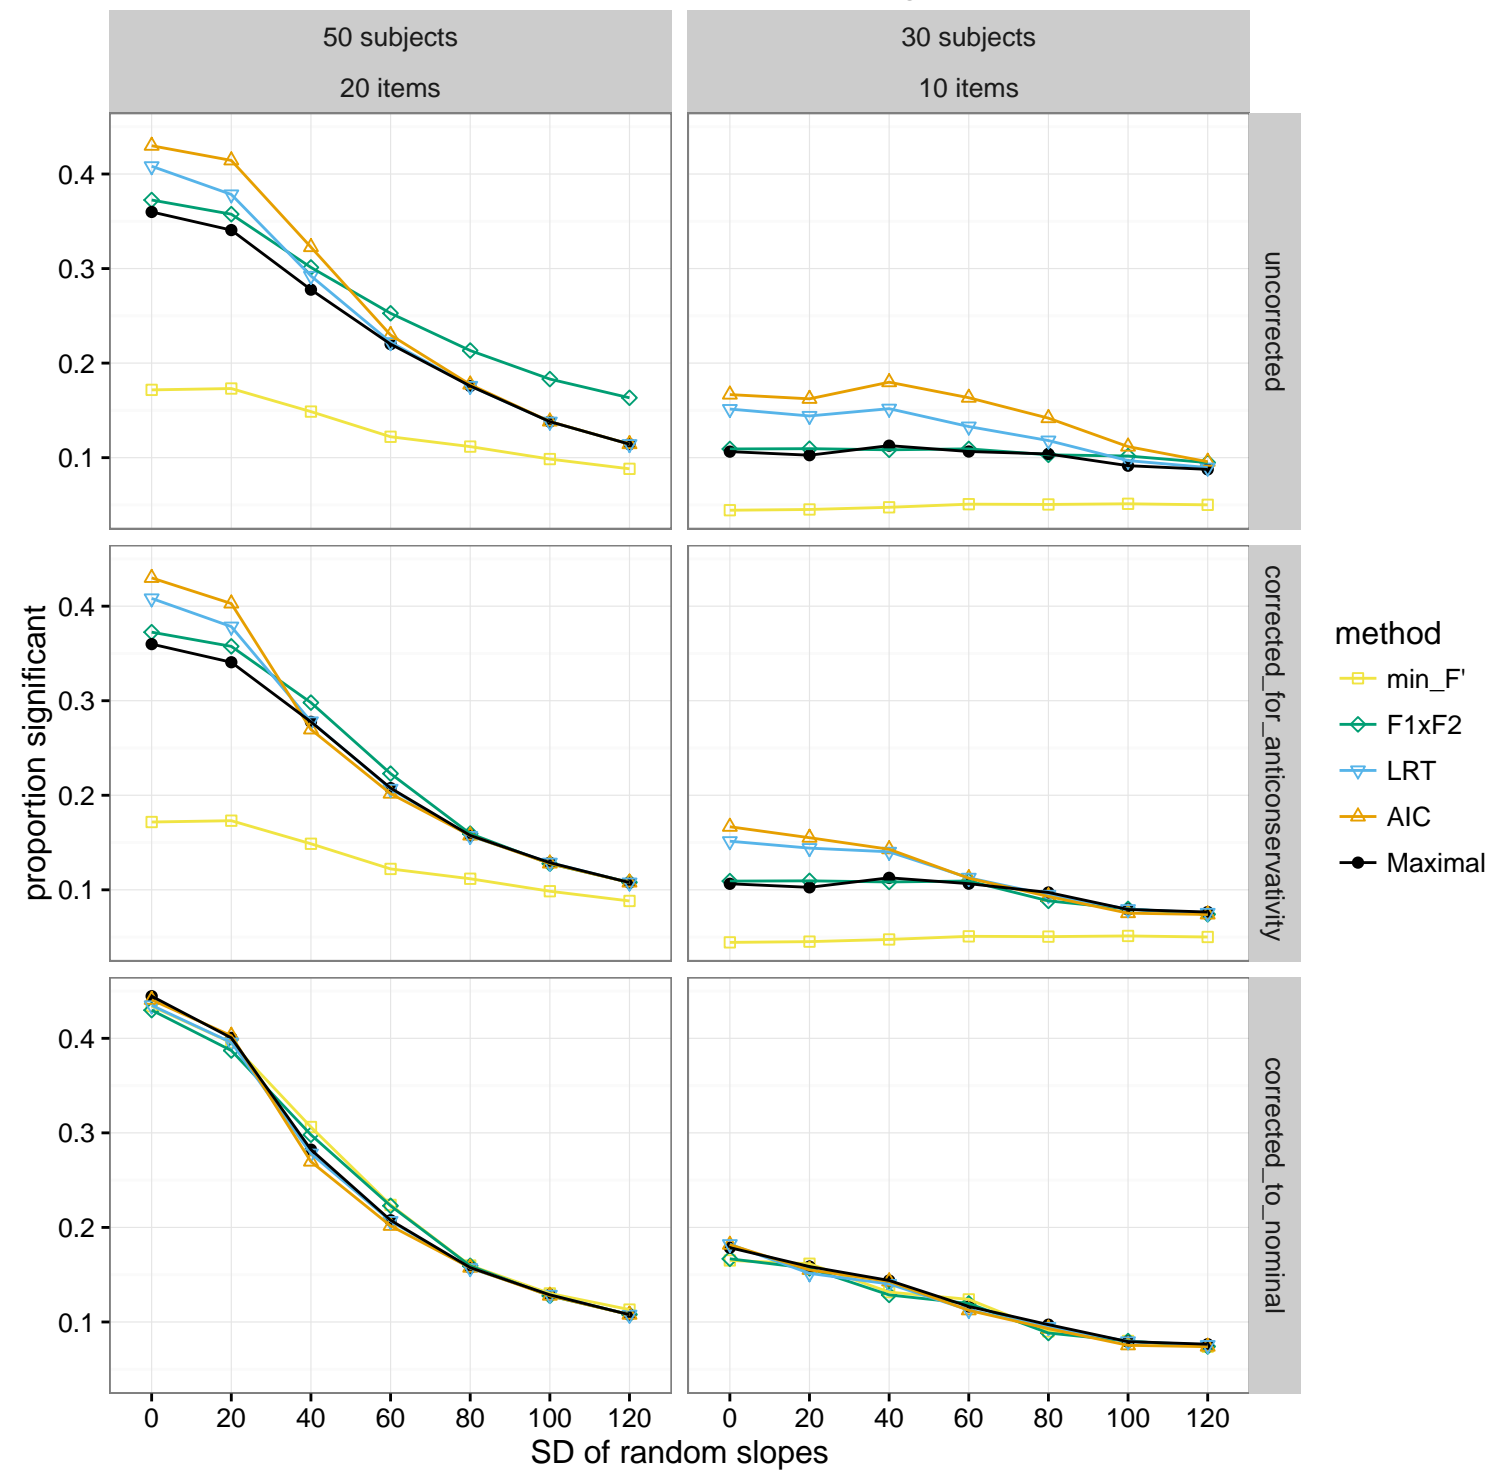 50 subjects
30 subjects
20 items
10 items
0.4
0.3
0.2
0.1
uncorrected
0.4
0.3
0.2
0.1
corrected_for_anticonservativity
0.4
0.3
0.2
0.1
corrected_to_nominal
proportion significant
0 20 40 60 80 100 120
0 20 40 60 80 100 120
SD of random slopes
method
min_F'
F1xF2
LRT
AIC
Maximal